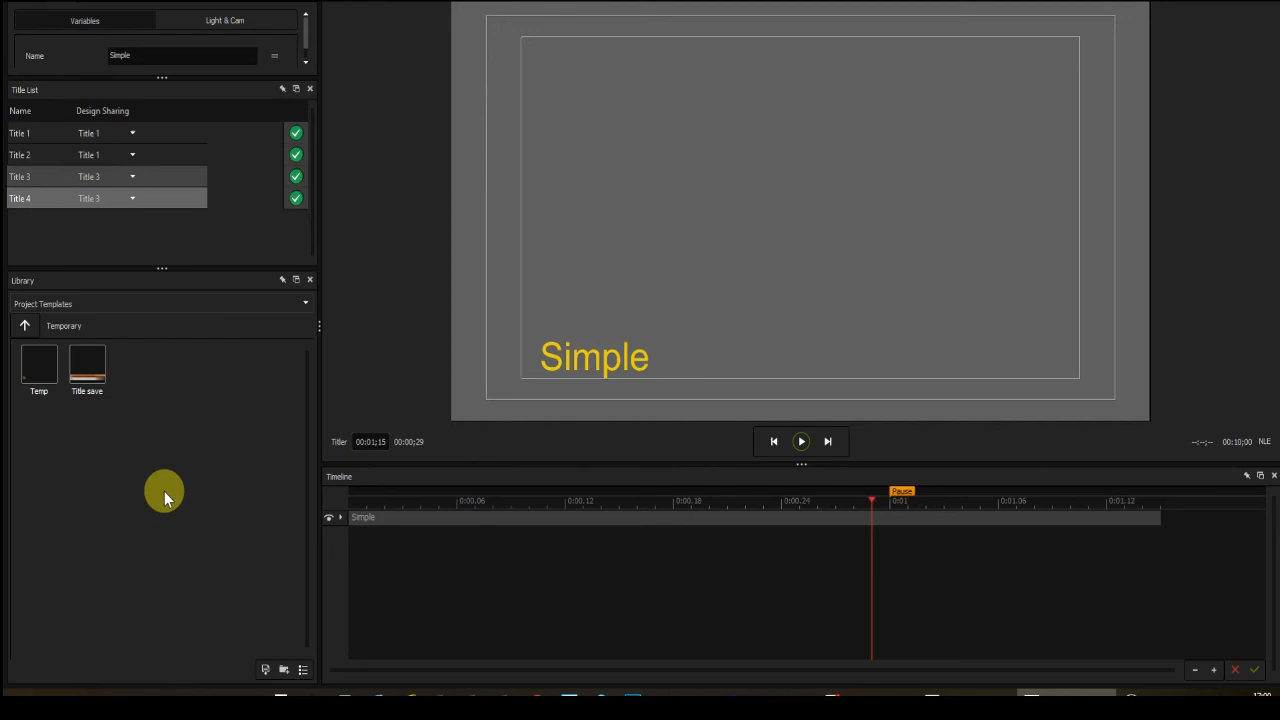 Variables Light & Cam
Name Simple
Title List
Name Design Sharing
Title 1 Title 1
Title 2 Title 1
Title 3 Title 3
Title 4 Title 3
Library
Project Templates
Temporary
Temp Title save
Simple
Titler 00:01;15 00:00;29 --:--;-- 00:10;00 NLE
Timeline
Pause
0:00.06 0:00.12 0:00.18 0:00.24 0:01 0:01.06 0:01.12
Simple